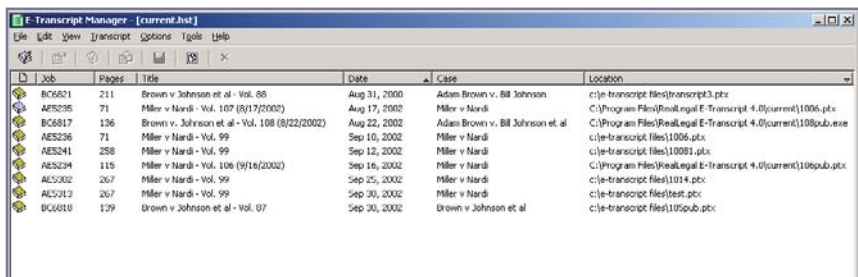 E-Transcript Manager - [current.hst]
File Edit View Transcript Options Tools Help
Job Pages Title Date Case Location
BC6821 211 Brown v Johnson et al - Vol. 88 Aug 31, 2000 Adam Brown v. Bill Johnson c:\e-transcript files\transcript3.ptx
AE5235 71 Miller v Nardi - Vol. 107 (8/17/2002) Aug 17, 2002 Miller v Nardi C:\Program Files\RealLegal E-Transcript 4.0\current\1006.ptx
BC6817 136 Brown v. Johnson et al - Vol. 108 (8/22/2002) Aug 22, 2002 Adam Brown v. Bill Johnson et al C:\Program Files\RealLegal E-Transcript 4.0\current\108pub.exe
AE5236 71 Miller v Nardi - Vol. 99 Sep 10, 2002 Miller v Nardi c:\e-transcript files\1006.ptx
AE5241 258 Miller v Nardi - Vol. 99 Sep 12, 2002 Miller v Nardi c:\e-transcript files\10081.ptx
AE5234 115 Miller v Nardi - Vol. 106 (9/16/2002) Sep 16, 2002 Miller v Nardi C:\Program Files\RealLegal E-Transcript 4.0\current\106pub.ptx
AE5302 267 Miller v Nardi - Vol. 99 Sep 25, 2002 Miller v Nardi c:\e-transcript files\1014.ptx
AE5313 267 Miller v Nardi - Vol. 99 Sep 30, 2002 Miller v Nardi c:\e-transcript files\test.ptx
BC6818 139 Brown v Johnson et al - Vol. 87 Sep 30, 2002 Brown v Johnson et al c:\e-transcript files\105pub.ptx